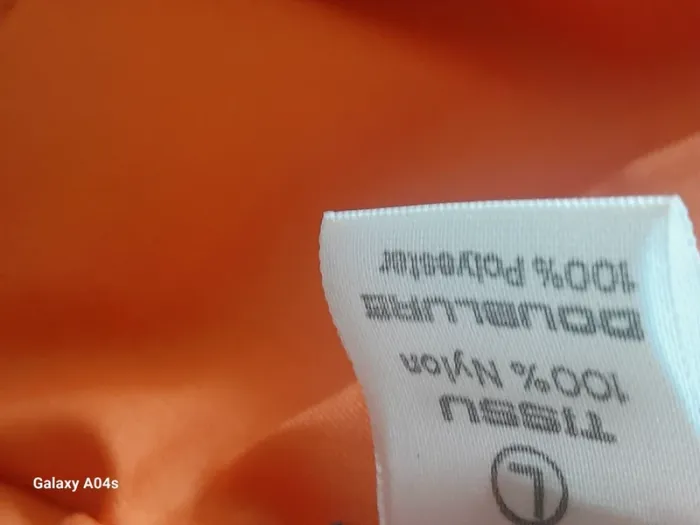 L
TISSU
100% Nylon
DOUBLURE
100% Polyester
Galaxy A04s